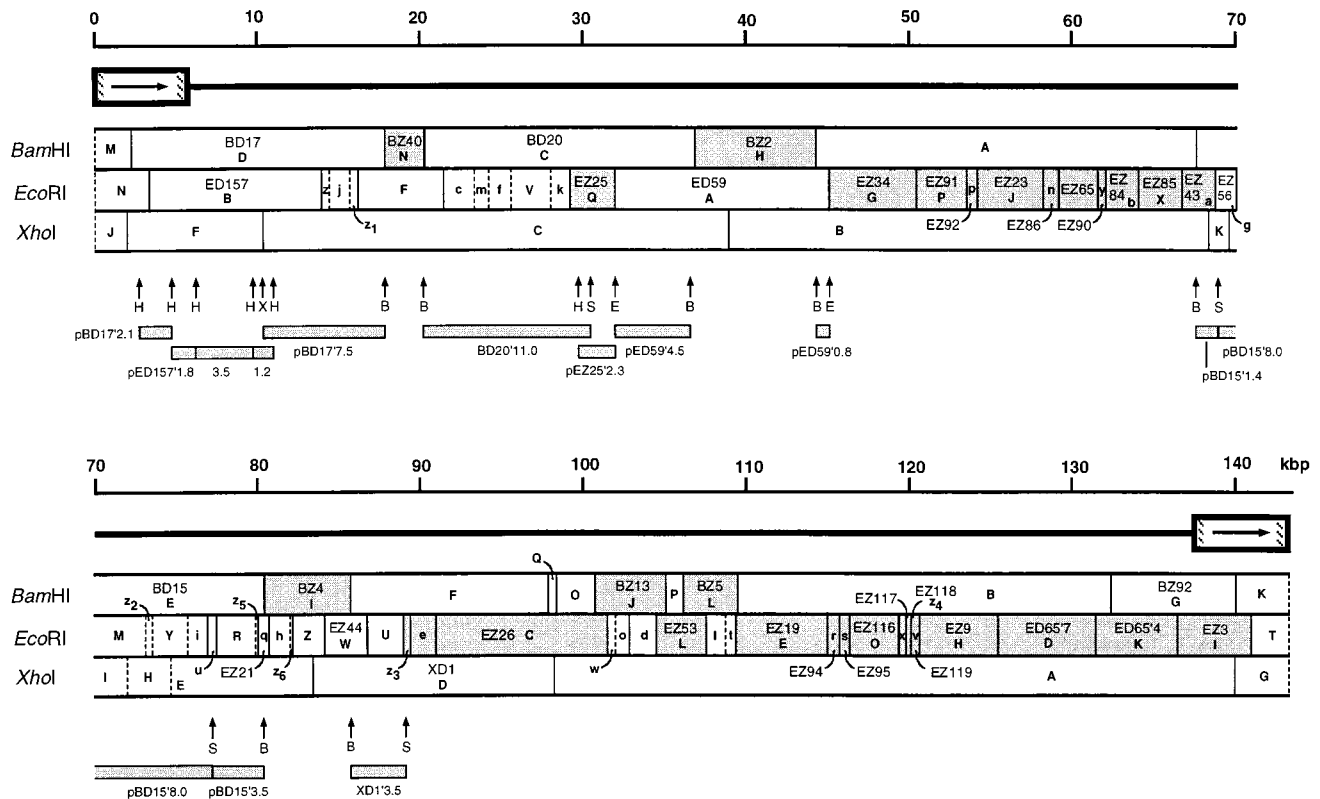 0 10 20 30 40 50 60 70
BamHI M BD17 D BZ40 N BD20 C BZ2 H A
EcoRI N ED157 B z j F c m f V k EZ25 Q ED59 A EZ34 G EZ91 P p EZ23 J n EZ65 y EZ 84 b EZ85 X EZ 43 a EZ 56
z1 EZ92 EZ86 EZ90 g
XhoI J F C B K
H H H H X H B B H S E B B E B S
pBD17'2.1 pBD17'7.5 BD20'11.0 pED59'4.5 pED59'0.8 pBD15'8.0
pED157'1.8 3.5 1.2 pEZ25'2.3 pBD15'1.4
70 80 90 100 110 120 130 140 kbp
Q
BamHI BD15 E BZ4 I F O BZ13 J P BZ5 L B BZ92 G K
z2 z5 EZ117 EZ118 z4
EcoRI M Y i R q h Z EZ44 W U e EZ26 C o d EZ53 L l t EZ19 E r s EZ116 O x v EZ9 H ED65'7 D ED65'4 K EZ3 I T
u EZ21 z6 z3 w EZ94 EZ95 EZ119
XhoI I H E XD1 D A G
S B B S
pBD15'8.0 pBD15'3.5 XD1'3.5